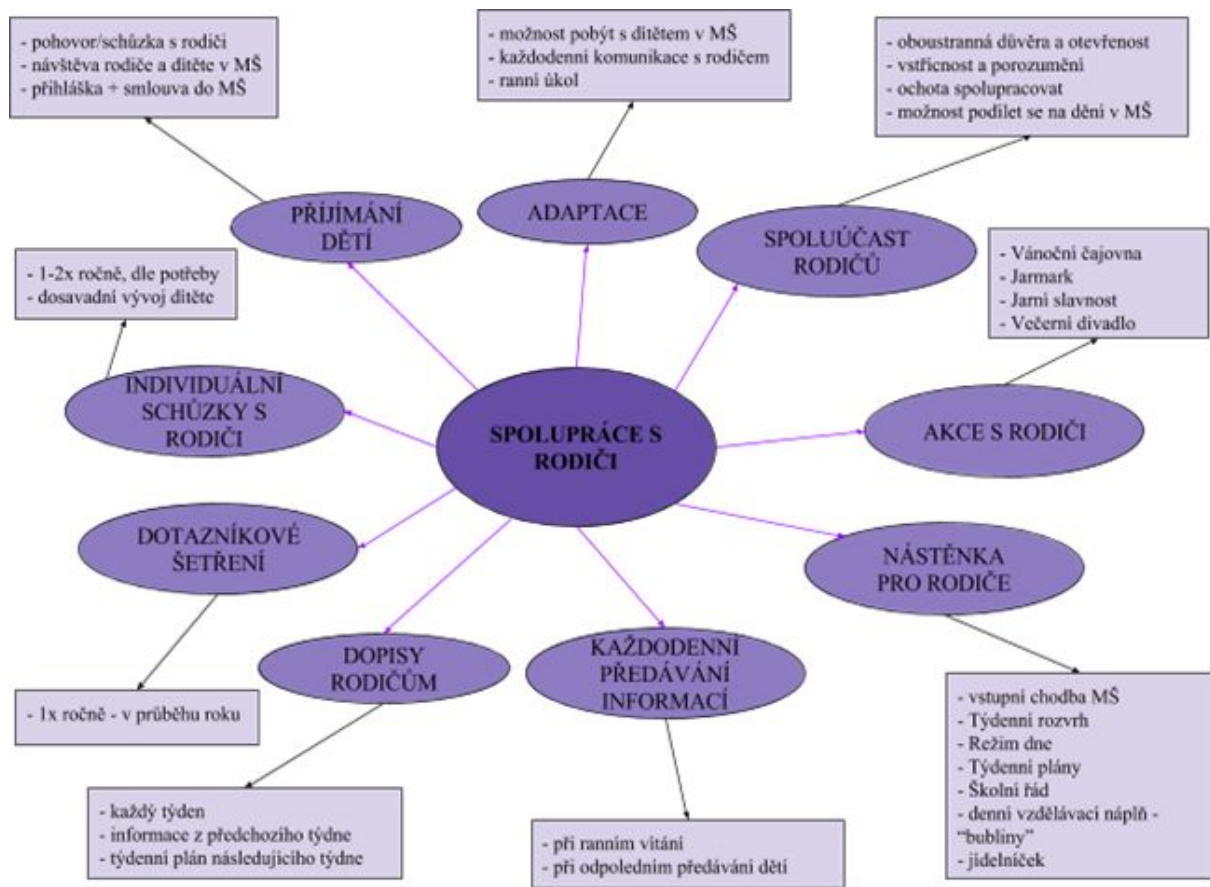 - pohovor/schůzka s rodiči
- návštěva rodiče a dítěte v MŠ
- přihláška + smlouva do MŠ
- možnost pobýt s dítětem v MŠ
- každodenní komunikace s rodičem
- ranní úkol
- oboustranná důvěra a otevřenost
- vstřícnost a porozumění
- ochota spolupracovat
- možnost podílet se na dění v MŠ
PŘÍJÍMÁNÍ
DĚTÍ
ADAPTACE
SPOLUÚČAST
RODIČŮ
- 1-2x ročně, dle potřeby
- dosavadní vývoj dítěte
- Vánoční čajovna
- Jarmark
- Jarní slavnost
- Večerní divadlo
INDIVIDUÁLNÍ
SCHŮZKY S
RODIČI
SPOLUPRÁCE S
RODIČI
AKCE S RODIČI
DOTAZNÍKOVÉ
ŠETŘENÍ
NÁSTĚNKA
PRO RODIČE
DOPISY
RODIČŮM
KAŽDODENNÍ
PŘEDÁVÁNÍ
INFORMACÍ
- 1x ročně - v průběhu roku
- každý týden
- informace z předchozího týdne
- týdenní plán následujícího týdne
- při ranním vítání
- při odpoledním předávání dětí
- vstupní chodba MŠ
- Týdenní rozvrh
- Režim dne
- Týdenní plány
- Školní řád
- denní vzdělávací náplň -
“bubliny”
- jídelníček